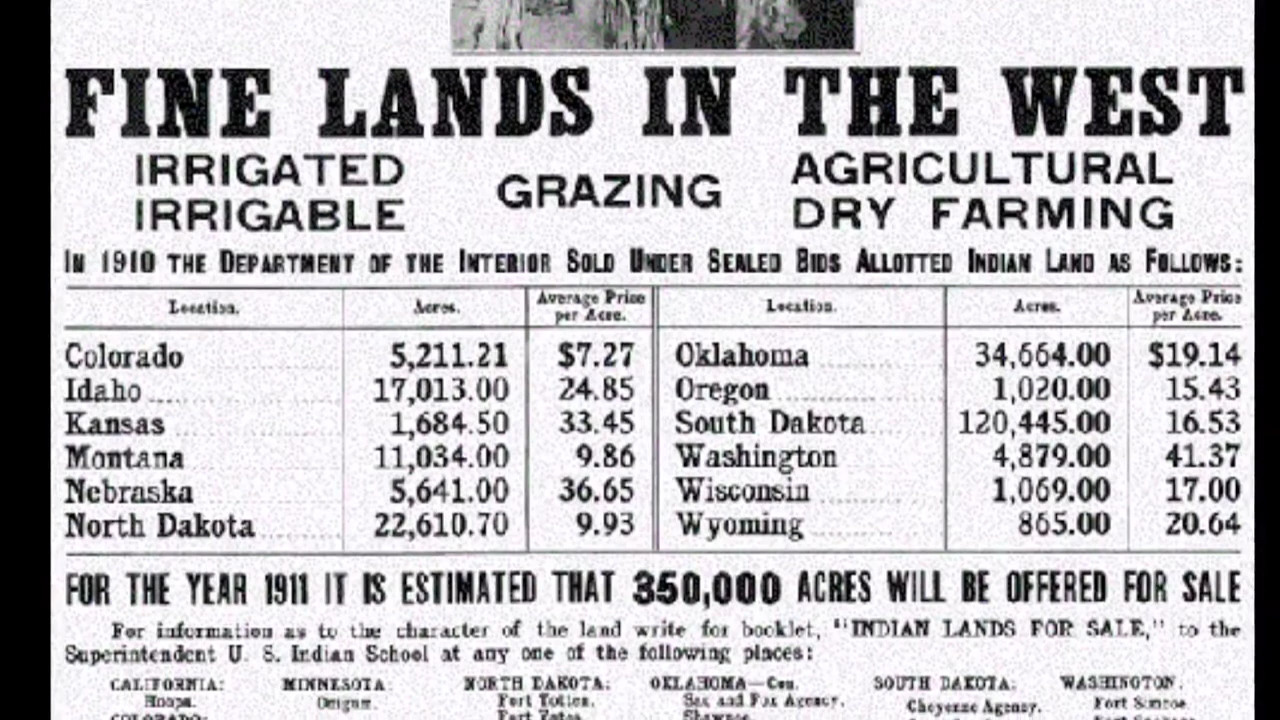 FINE LANDS IN THE WEST
IRRIGATED
IRRIGABLE
GRAZING
AGRICULTURAL
DRY FARMING
IN 1910 THE DEPARTMENT OF THE INTERIOR SOLD UNDER SEALED BIDS ALLOTTED INDIAN LAND AS FOLLOWS:
Location. Acres. Average Price per Acre. Location. Acres. Average Price per Acre.
Colorado 5,211.21 $7.27 Oklahoma 34,664.00 $19.14
Idaho 17,013.00 24.85 Oregon 1,020.00 15.43
Kansas 1,684.50 33.45 South Dakota 120,445.00 16.53
Montana 11,034.00 9.86 Washington 4,879.00 41.37
Nebraska 5,641.00 36.65 Wisconsin 1,069.00 17.00
North Dakota 22,610.70 9.93 Wyoming 865.00 20.64
FOR THE YEAR 1911 IT IS ESTIMATED THAT 350,000 ACRES WILL BE OFFERED FOR SALE
For information as to the character of the land write for booklet, "INDIAN LANDS FOR SALE," to the
Superintendent U. S. Indian School at any one of the following places:
CALIFORNIA: MINNESOTA NORTH DAKOTA: OKLAHOMA—Con. SOUTH DAKOTA: WASHINGTON.
Hoopa. Onigum. Fort Totten. Sac and Fox Agency. Cheyenne Agency. Fort Simcoe.
COLORADO: Fort Yates. Shawnee.